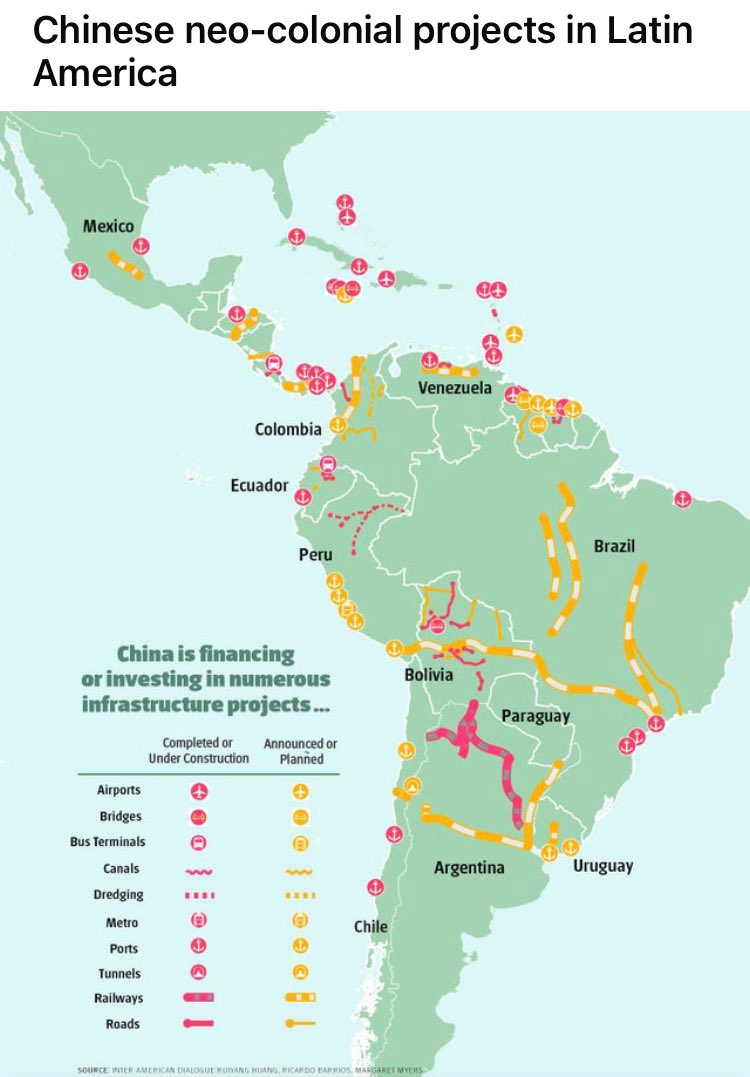 Chinese neo-colonial projects in Latin
America
Mexico
Venezuela
Colombia
Ecuador
Peru
Brazil
Bolivia
Paraguay
Argentina
Uruguay
Chile
China is financing
or investing in numerous
infrastructure projects...
Completed or
Under Construction
Announced or
Planned
Airports
Bridges
Bus Terminals
Canals
Dredging
Metro
Ports
Tunnels
Railways
Roads
SOURCE: INTER AMERICAN DIALOGUE RUIYANG HUANG, RICARDO BARRIOS, MARGARET MYERS